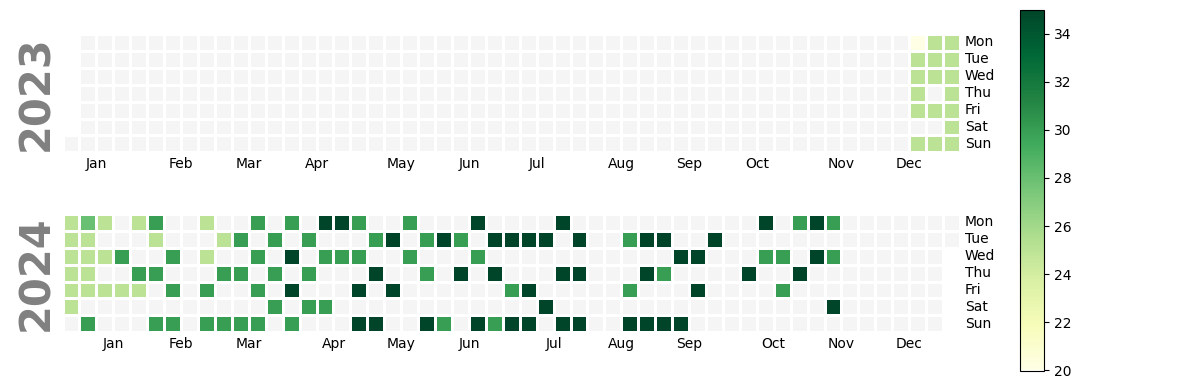 2023
Mon
Tue
Wed
Thu
Fri
Sat
Sun
Jan Feb Mar Apr May Jun Jul Aug Sep Oct Nov Dec
2024
Mon
Tue
Wed
Thu
Fri
Sat
Sun
Jan Feb Mar Apr May Jun Jul Aug Sep Oct Nov Dec
34
32
30
28
26
24
22
20